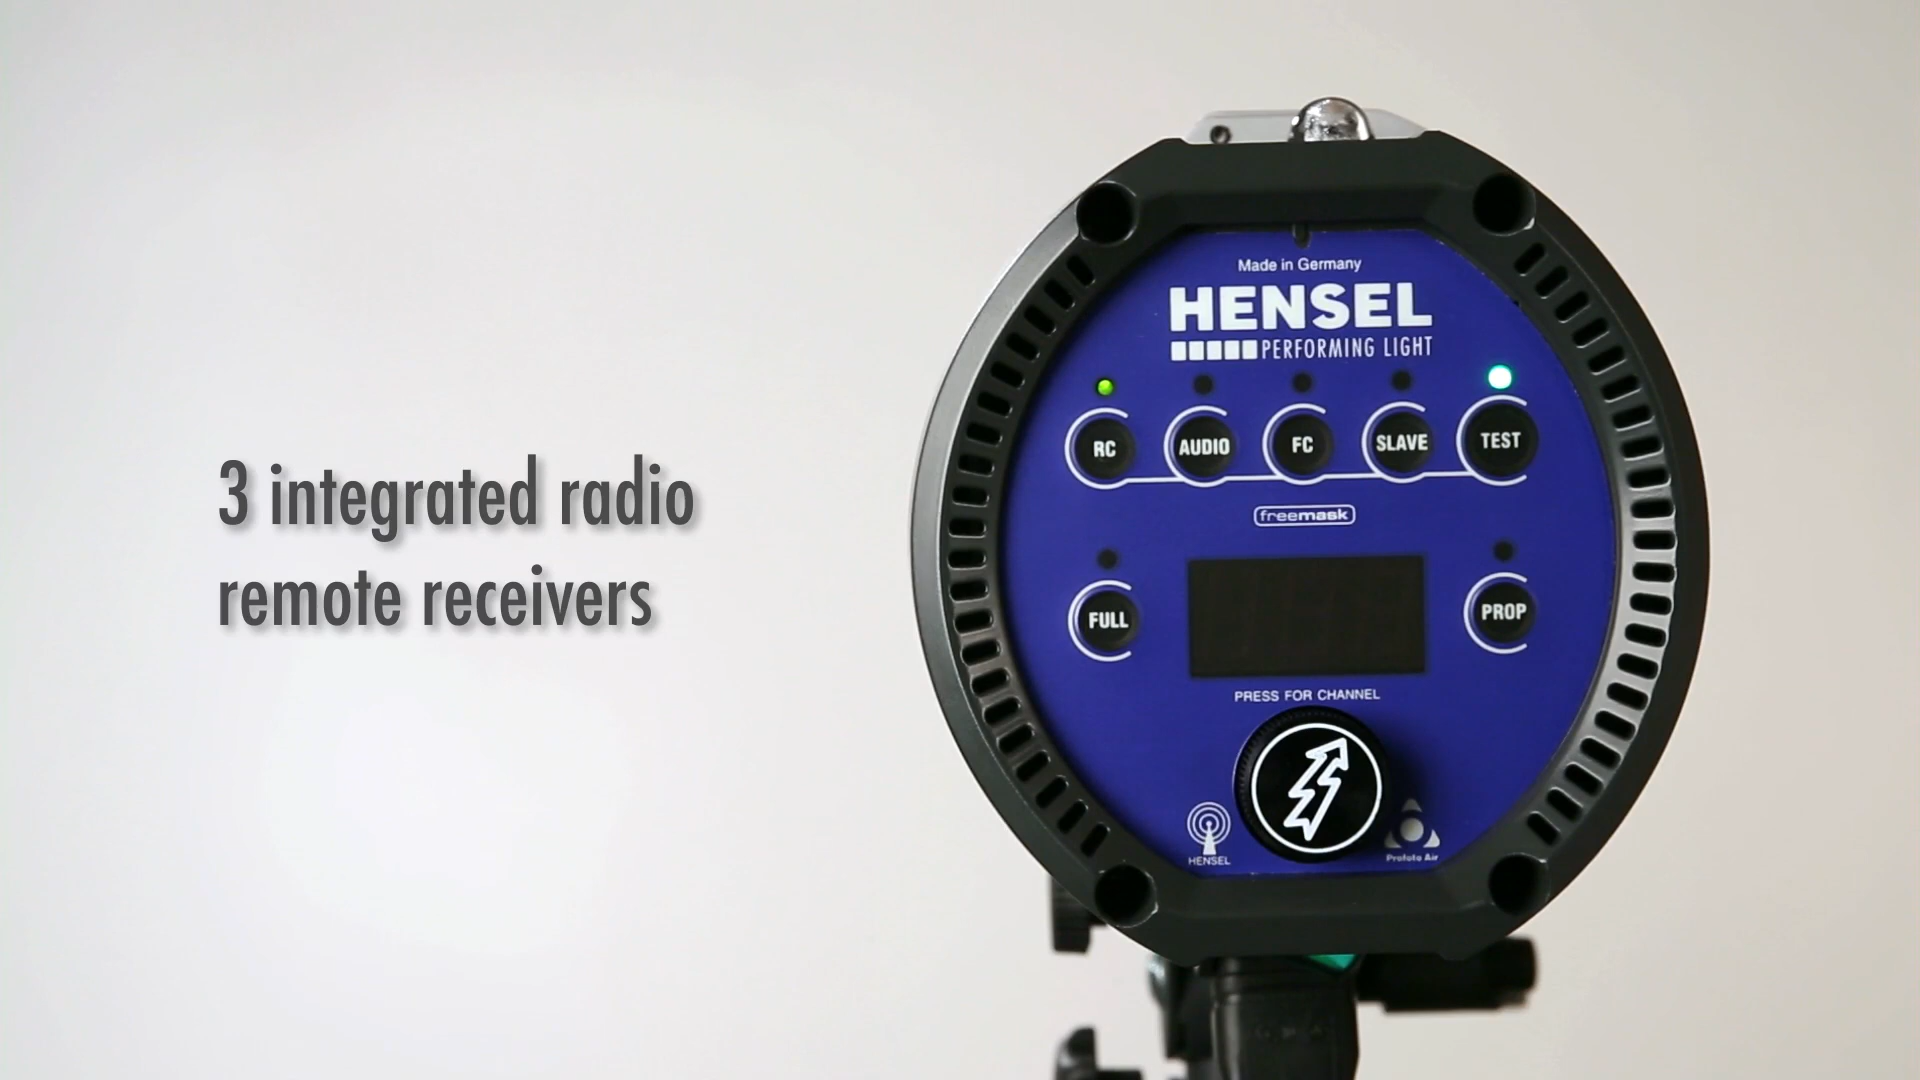 3 integrated radio
remote receivers
Made in Germany
HENSEL
PERFORMING LIGHT
RC AUDIO FC SLAVE TEST
freemask
FULL PROP
PRESS FOR CHANNEL
HENSEL Profoto Air